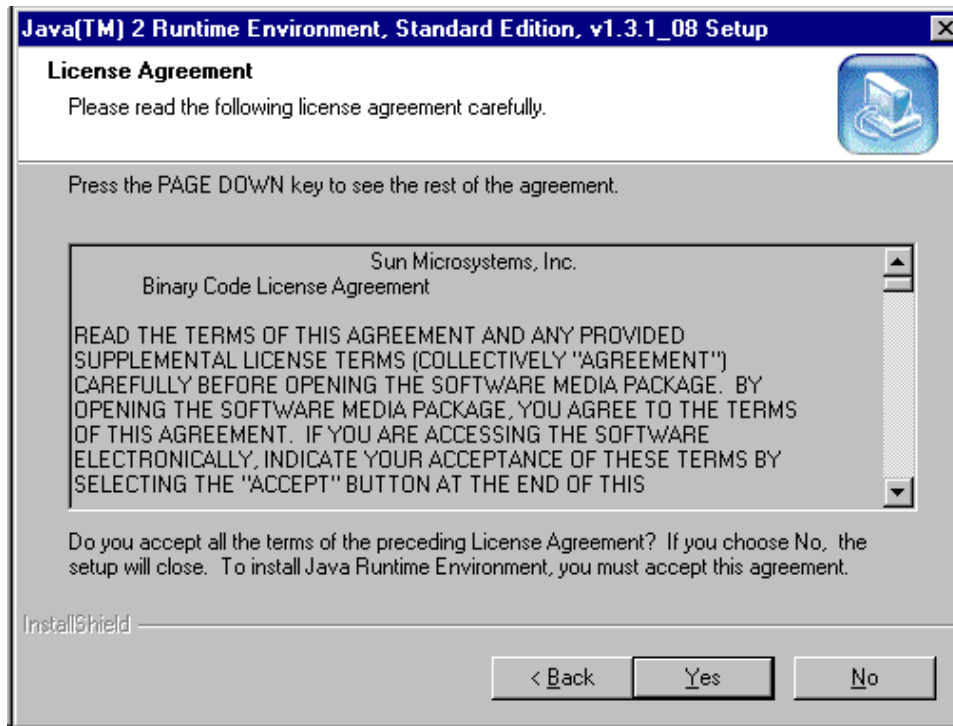 Java(TM) 2 Runtime Environment, Standard Edition, v1.3.1_08 Setup
License Agreement
Please read the following license agreement carefully.
Press the PAGE DOWN key to see the rest of the agreement.
Sun Microsystems, Inc.
Binary Code License Agreement
READ THE TERMS OF THIS AGREEMENT AND ANY PROVIDED
SUPPLEMENTAL LICENSE TERMS (COLLECTIVELY "AGREEMENT")
CAREFULLY BEFORE OPENING THE SOFTWARE MEDIA PACKAGE.  BY
OPENING THE SOFTWARE MEDIA PACKAGE, YOU AGREE TO THE TERMS
OF THIS AGREEMENT.  IF YOU ARE ACCESSING THE SOFTWARE
ELECTRONICALLY, INDICATE YOUR ACCEPTANCE OF THESE TERMS BY
SELECTING THE "ACCEPT" BUTTON AT THE END OF THIS
Do you accept all the terms of the preceding License Agreement?  If you choose No,  the
setup will close.  To install Java Runtime Environment, you must accept this agreement.
InstallShield
< Back
Yes
No